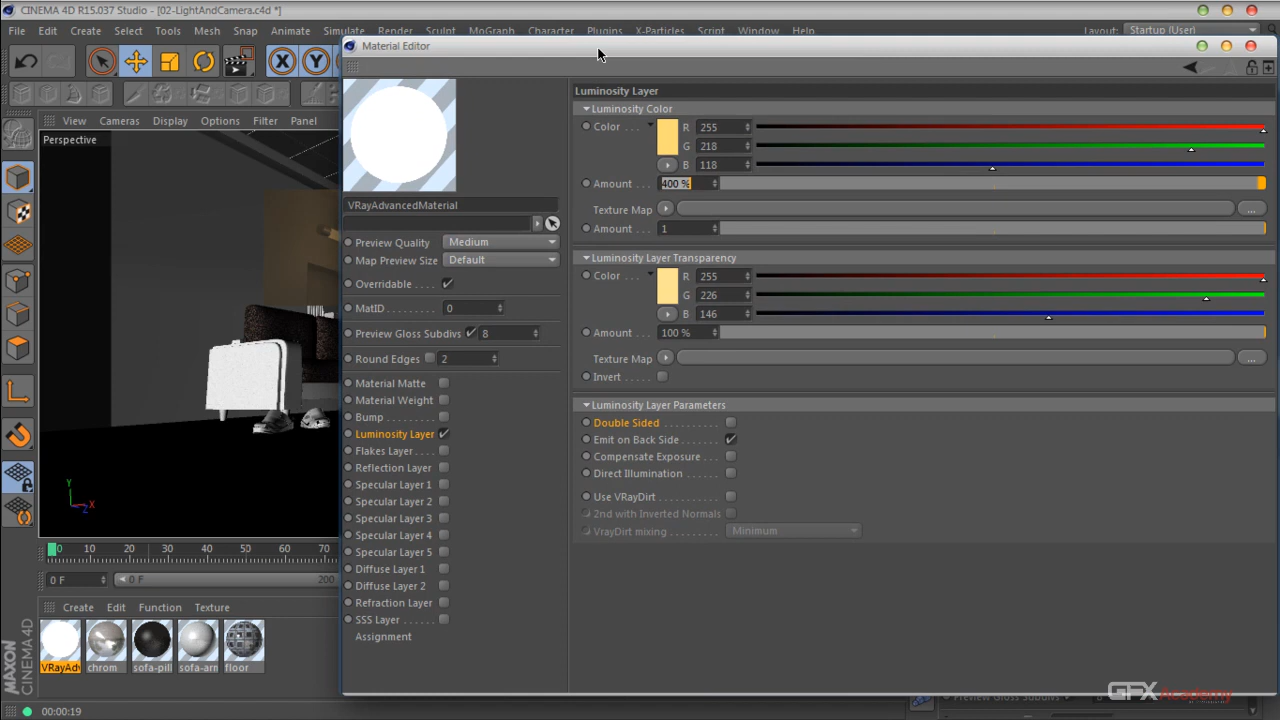 CINEMA 4D R15.037 Studio - [02-LightAndCamera.c4d *]
File Edit Create Select Tools Mesh Snap Animate Simulate Render Sculpt MoGraph Character Plugins X-Particles Script Window Help Layout: Startup (User)
Material Editor
X Y
View Cameras Display Options Filter Panel
Perspective
Y
X
Z
0 10 20 30 40 50 60 70
0 F 0 F 200
Create Edit Function Texture
VRayAdv chrom sofa-pill sofa-arn floor
MAXON
CINEMA4D
00:00:19
VRayAdvancedMaterial
Preview Quality Medium
Map Preview Size Default
Overridable . . . . .
MatID . . . . . . . . . 0
Preview Gloss Subdivs 8
Round Edges 2
Material Matte
Material Weight
Bump . . . . . . . .
Luminosity Layer
Flakes Layer . . . .
Reflection Layer
Specular Layer 1
Specular Layer 2
Specular Layer 3
Specular Layer 4
Specular Layer 5
Diffuse Layer 1
Diffuse Layer 2
Refraction Layer
SSS Layer . . . . . .
Assignment
Luminosity Layer
Luminosity Color
Color . . . R 255
G 218
B 118
Amount . . 400 %
Texture Map ...
Amount . . . 1
Luminosity Layer Transparency
Color . . . R 255
G 226
B 146
Amount . . . 100 %
Texture Map ...
Invert . . . . .
Luminosity Layer Parameters
Double Sided
Emit on Back Side . . . . .
Compensate Exposure . . .
Direct Illumination . . . . .
Use VRayDirt . . . . . . . . .
2nd with Inverted Normals
VrayDirt mixing . . . . . . . . . Minimum
GFXAcademy
Preview Gloss Subdivs 8